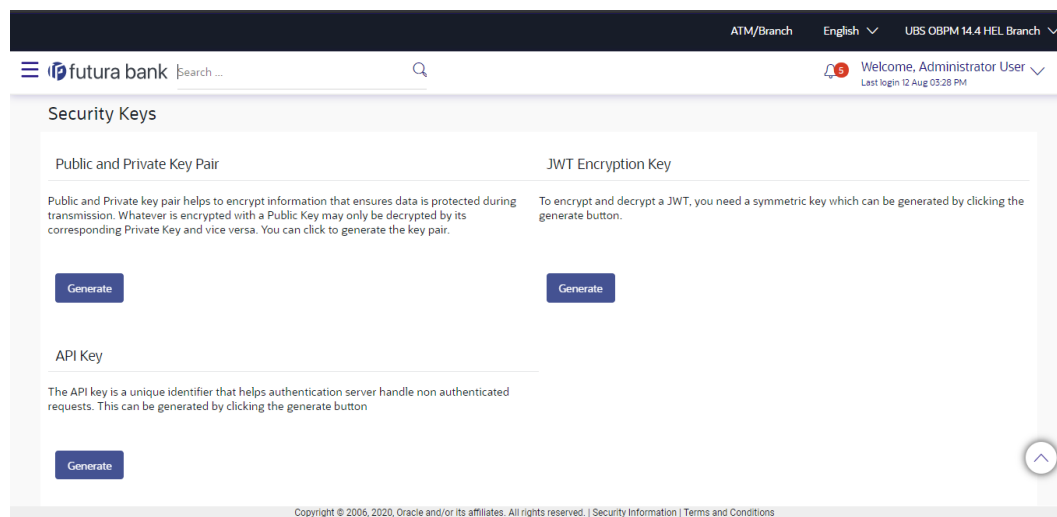 ATM/Branch English UBS OBPM 14.4 HEL Branch
futura bank Search ... 5 Welcome, Administrator User
Last login 12 Aug 03:28 PM
Security Keys
Public and Private Key Pair
Public and Private key pair helps to encrypt information that ensures data is protected during
transmission. Whatever is encrypted with a Public Key may only be decrypted by its
corresponding Private Key and vice versa. You can click to generate the key pair.
Generate
JWT Encryption Key
To encrypt and decrypt a JWT, you need a symmetric key which can be generated by clicking the
generate button.
Generate
API Key
The API key is a unique identifier that helps authentication server handle non authenticated
requests. This can be generated by clicking the generate button
Generate
Copyright © 2006, 2020, Oracle and/or its affiliates. All rights reserved. | Security Information | Terms and Conditions